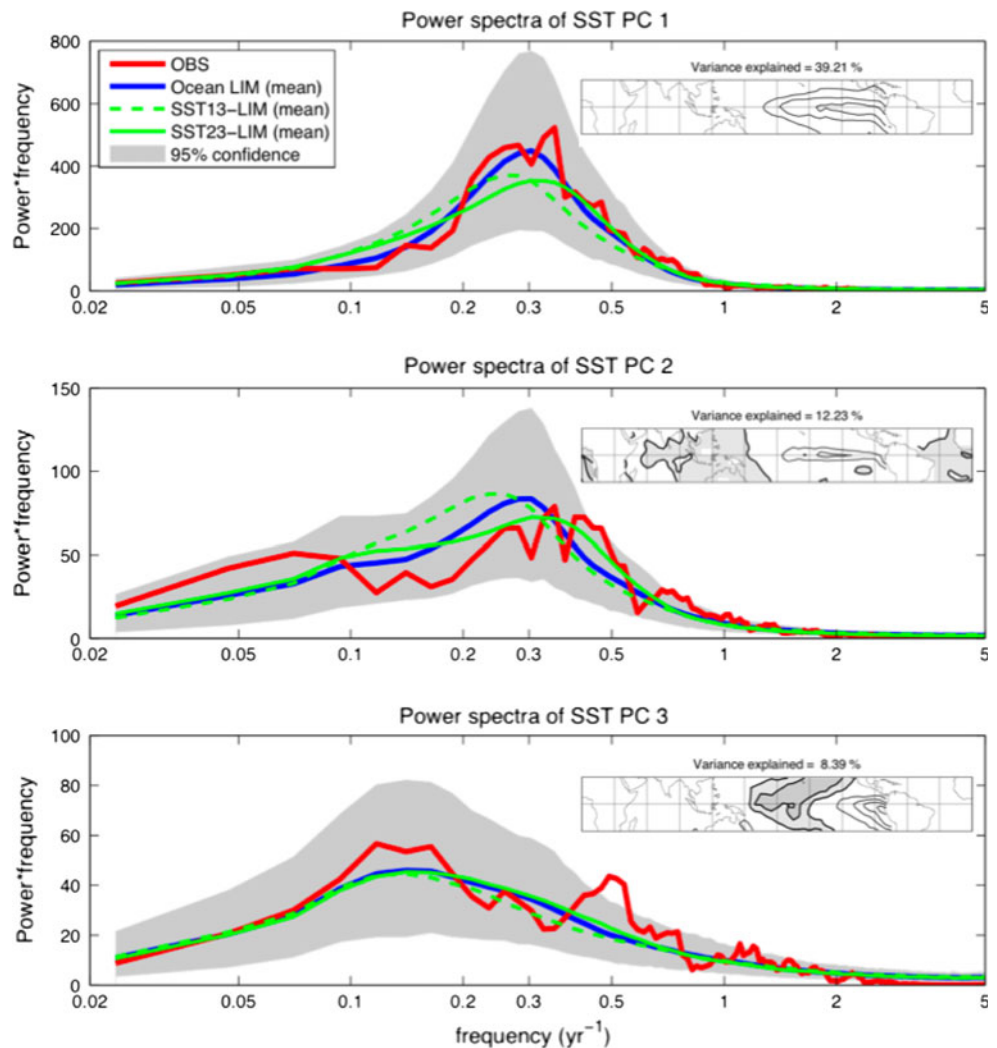 Power spectra of SST PC 1
800
600
400
200
0
Power*frequency
OBS
Ocean LIM (mean)
SST13-LIM (mean)
SST23-LIM (mean)
95% confidence
Variance explained = 39.21 %
0.02 0.05 0.1 0.2 0.3 0.5 1 2 5
Power spectra of SST PC 2
150
100
50
0
Power*frequency
Variance explained = 12.23 %
0.02 0.05 0.1 0.2 0.3 0.5 1 2 5
Power spectra of SST PC 3
100
80
60
40
20
0
Power*frequency
Variance explained = 8.39 %
0.02 0.05 0.1 0.2 0.3 0.5 1 2 5
frequency (yr⁻¹)